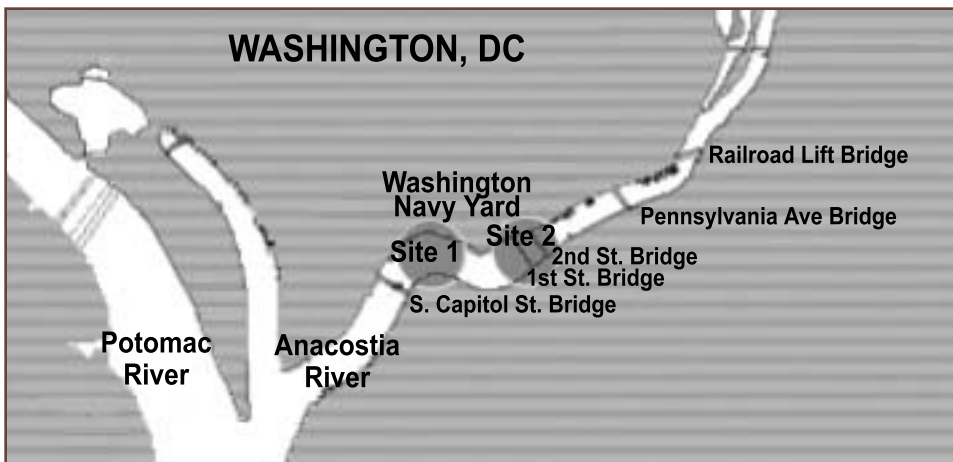 WASHINGTON, DC
Railroad Lift Bridge
Washington
Navy Yard
Pennsylvania Ave Bridge
Site 1
Site 2
2nd St. Bridge
1st St. Bridge
S. Capitol St. Bridge
Potomac
River
Anacostia
River